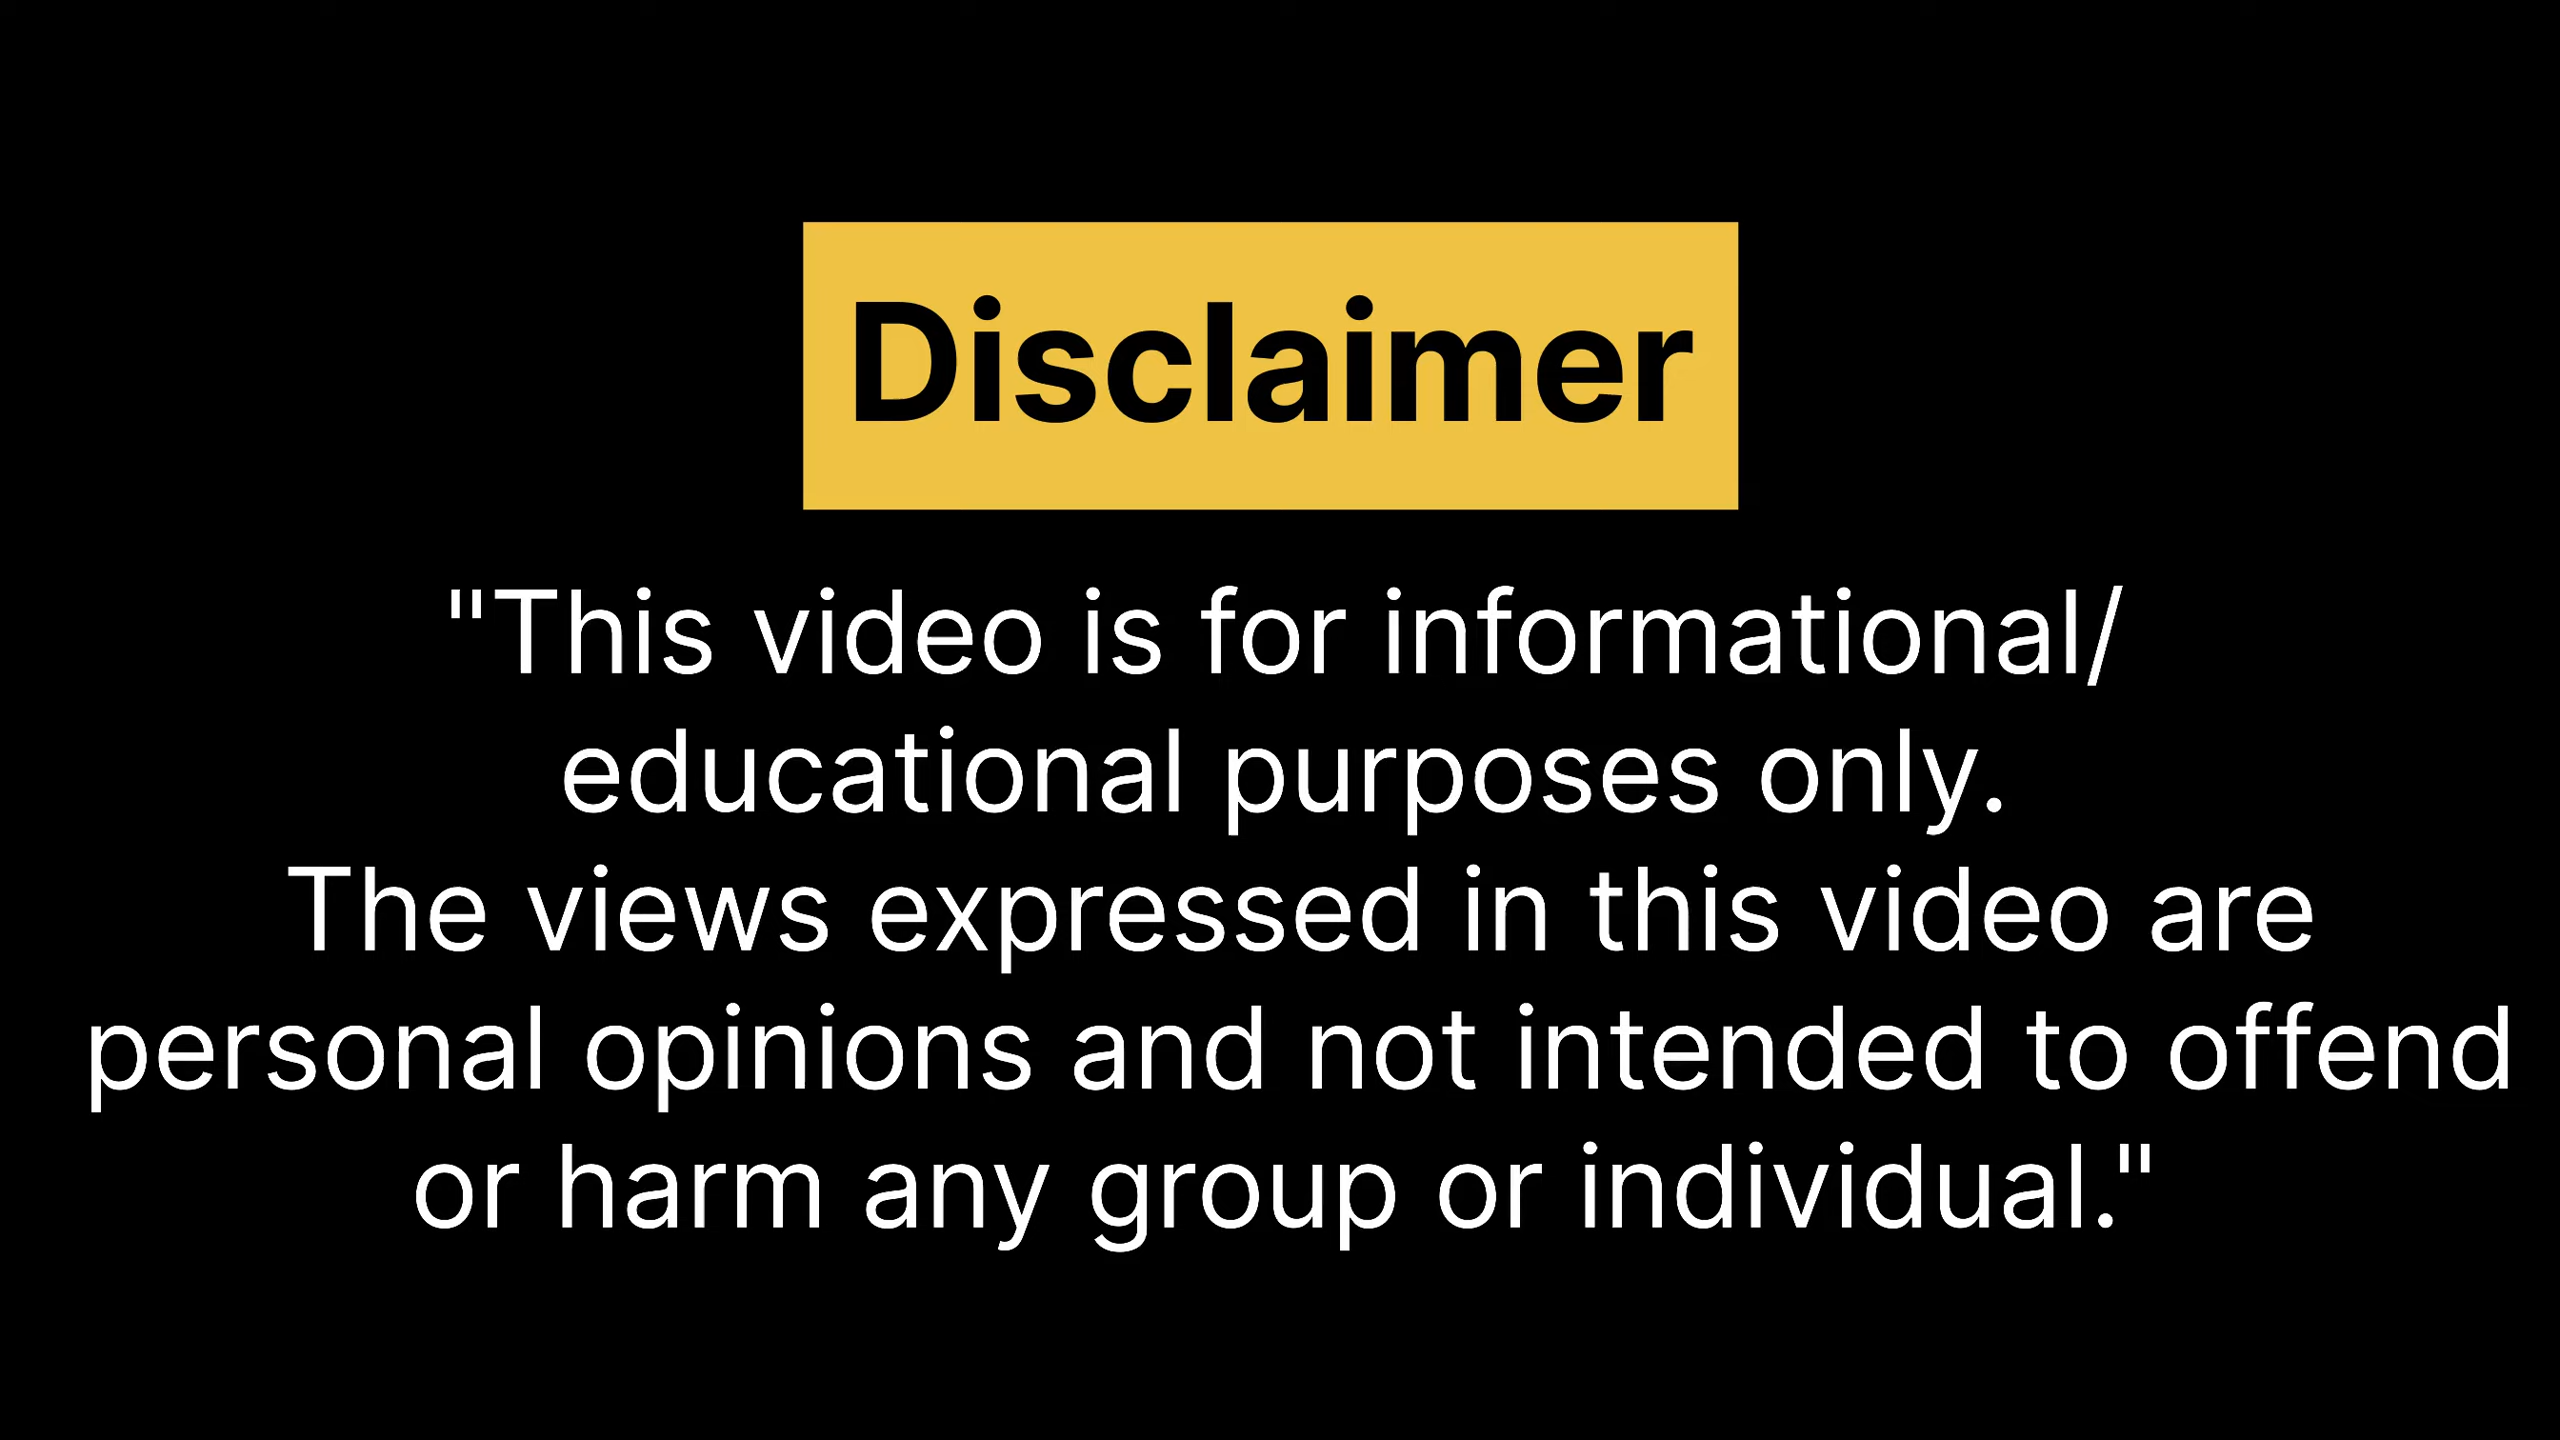 Disclaimer
"This video is for informational/
educational purposes only.
The views expressed in this video are
personal opinions and not intended to offend
or harm any group or individual."